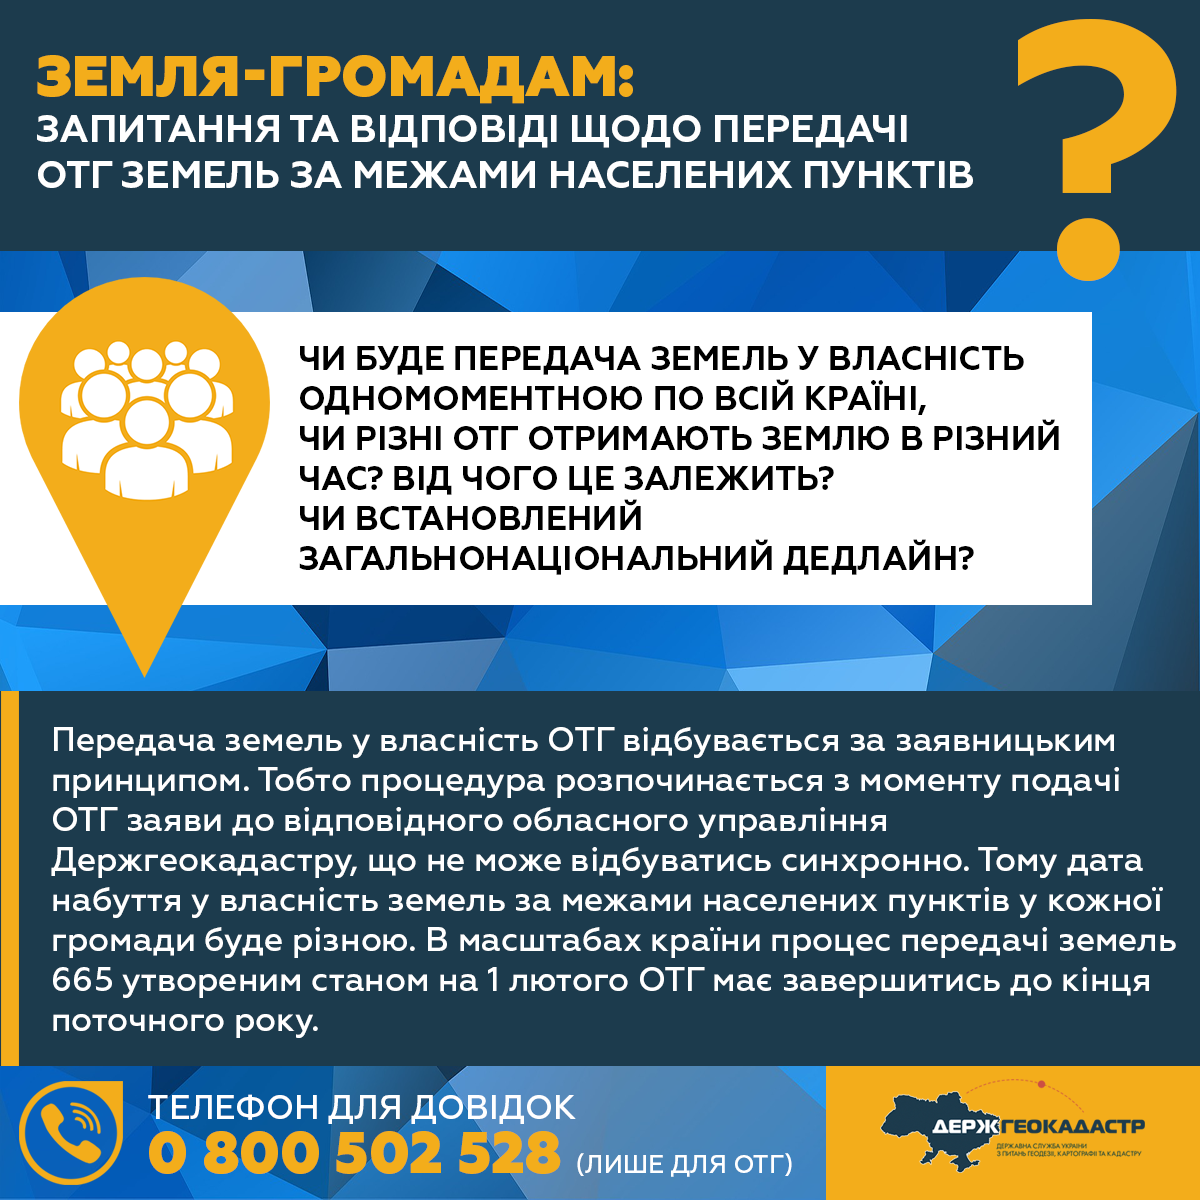 ЗЕМЛЯ-ГРОМАДАМ:
ЗАПИТАННЯ ТА ВІДПОВІДІ ЩОДО ПЕРЕДАЧІ
ОТГ ЗЕМЕЛЬ ЗА МЕЖАМИ НАСЕЛЕНИХ ПУНКТІВ
?
ЧИ БУДЕ ПЕРЕДАЧА ЗЕМЕЛЬ У ВЛАСНІСТЬ
ОДНОМОМЕНТНОЮ ПО ВСІЙ КРАЇНІ,
ЧИ РІЗНІ ОТГ ОТРИМАЮТЬ ЗЕМЛЮ В РІЗНИЙ
ЧАС? ВІД ЧОГО ЦЕ ЗАЛЕЖИТЬ?
ЧИ ВСТАНОВЛЕНИЙ
ЗАГАЛЬНОНАЦІОНАЛЬНИЙ ДЕДЛАЙН?
Передача земель у власність ОТГ відбувається за заявницьким
принципом. Тобто процедура розпочинається з моменту подачі
ОТГ заяви до відповідного обласного управління
Держгеокадастру, що не може відбуватись синхронно. Тому дата
набуття у власність земель за межами населених пунктів у кожної
громади буде різною. В масштабах країни процес передачі земель
665 утвореним станом на 1 лютого ОТГ має завершитись до кінця
поточного року.
ТЕЛЕФОН ДЛЯ ДОВІДОК
0 800 502 528 (ЛИШЕ ДЛЯ ОТГ)
ДЕРЖГЕОКАДАСТР
ДЕРЖАВНА СЛУЖБА УКРАЇНИ
З ПИТАНЬ ГЕОДЕЗІЇ, КАРТОГРАФІЇ ТА КАДАСТРУ